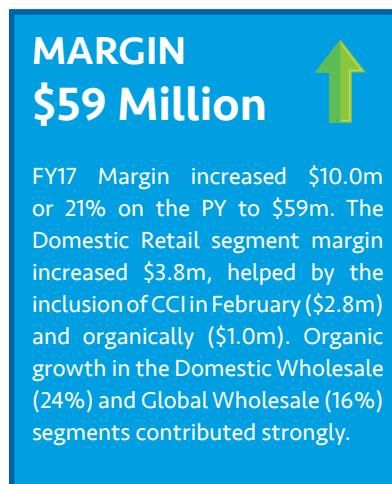 MARGIN
$59 Million
FY17 Margin increased $10.0m
or 21% on the PY to $59m. The
Domestic Retail segment margin
increased $3.8m, helped by the
inclusion of CCI in February ($2.8m)
and organically ($1.0m). Organic
growth in the Domestic Wholesale
(24%) and Global Wholesale (16%)
segments contributed strongly.